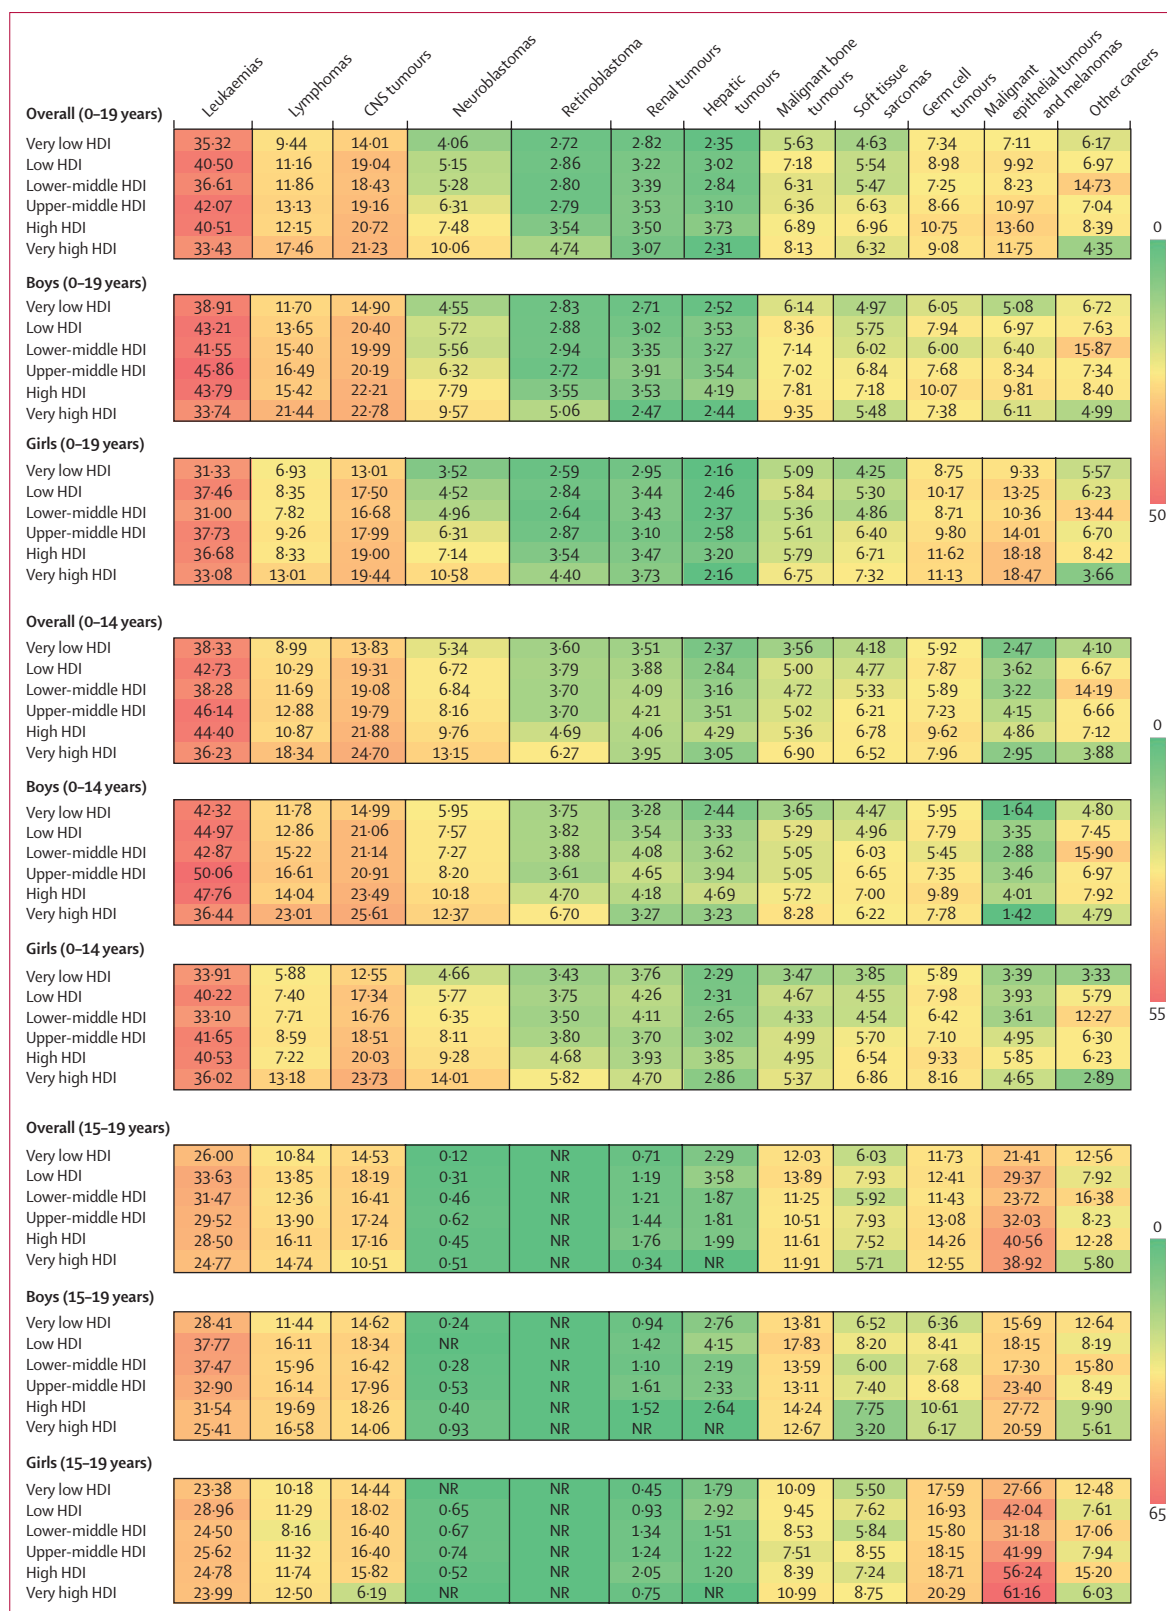 Leukaemias Lymphomas CNS tumours Neuroblastomas Retinoblastoma Renal tumours Hepatic tumours Malignant bone tumours Soft tissue sarcomas Germ cell tumours Malignant epithelial tumours and melanomas Other cancers
Overall (0–19 years)
Very low HDI 35·32 9·44 14·01 4·06 2·72 2·82 2·35 5·63 4·63 7·34 7·11 6·17
Low HDI 40·50 11·16 19·04 5·15 2·86 3·22 3·02 7·18 5·54 8·98 9·92 6·97
Lower-middle HDI 36·61 11·86 18·43 5·28 2·80 3·39 2·84 6·31 5·47 7·25 8·23 14·73
Upper-middle HDI 42·07 13·13 19·16 6·31 2·79 3·53 3·10 6·36 6·63 8·66 10·97 7·04
High HDI 40·51 12·15 20·72 7·48 3·54 3·50 3·73 6·89 6·96 10·75 13·60 8·39
Very high HDI 33·43 17·46 21·23 10·06 4·74 3·07 2·31 8·13 6·32 9·08 11·75 4·35
0
50
Boys (0–19 years)
Very low HDI 38·91 11·70 14·90 4·55 2·83 2·71 2·52 6·14 4·97 6·05 5·08 6·72
Low HDI 43·21 13·65 20·40 5·72 2·88 3·02 3·53 8·36 5·75 7·94 6·97 7·63
Lower-middle HDI 41·55 15·40 19·99 5·56 2·94 3·35 3·27 7·14 6·02 6·00 6·40 15·87
Upper-middle HDI 45·86 16·49 20·19 6·32 2·72 3·91 3·54 7·02 6·84 7·68 8·34 7·34
High HDI 43·79 15·42 22·21 7·79 3·55 3·53 4·19 7·81 7·18 10·07 9·81 8·40
Very high HDI 33·74 21·44 22·78 9·57 5·06 2·47 2·44 9·35 5·48 7·38 6·11 4·99
Girls (0–19 years)
Very low HDI 31·33 6·93 13·01 3·52 2·59 2·95 2·16 5·09 4·25 8·75 9·33 5·57
Low HDI 37·46 8·35 17·50 4·52 2·84 3·44 2·46 5·84 5·30 10·17 13·25 6·23
Lower-middle HDI 31·00 7·82 16·68 4·96 2·64 3·43 2·37 5·36 4·86 8·71 10·36 13·44
Upper-middle HDI 37·73 9·26 17·99 6·31 2·87 3·10 2·58 5·61 6·40 9·80 14·01 6·70
High HDI 36·68 8·33 19·00 7·14 3·54 3·47 3·20 5·79 6·71 11·62 18·18 8·42
Very high HDI 33·08 13·01 19·44 10·58 4·40 3·73 2·16 6·75 7·32 11·13 18·47 3·66
Overall (0–14 years)
Very low HDI 38·33 8·99 13·83 5·34 3·60 3·51 2·37 3·56 4·18 5·92 2·47 4·10
Low HDI 42·73 10·29 19·31 6·72 3·79 3·88 2·84 5·00 4·77 7·87 3·62 6·67
Lower-middle HDI 38·28 11·69 19·08 6·84 3·70 4·09 3·16 4·72 5·33 5·89 3·22 14·19
Upper-middle HDI 46·14 12·88 19·79 8·16 3·70 4·21 3·51 5·02 6·21 7·23 4·15 6·66
High HDI 44·40 10·87 21·88 9·76 4·69 4·06 4·29 5·36 6·78 9·62 4·86 7·12
Very high HDI 36·23 18·34 24·70 13·15 6·27 3·95 3·05 6·90 6·52 7·96 2·95 3·88
0
55
Boys (0–14 years)
Very low HDI 42·32 11·78 14·99 5·95 3·75 3·28 2·44 3·65 4·47 5·95 1·64 4·80
Low HDI 44·97 12·86 21·06 7·57 3·82 3·54 3·33 5·29 4·96 7·79 3·35 7·45
Lower-middle HDI 42·87 15·22 21·14 7·27 3·88 4·08 3·62 5·05 6·03 5·45 2·88 15·90
Upper-middle HDI 50·06 16·61 20·91 8·20 3·61 4·65 3·94 5·05 6·65 7·35 3·46 6·97
High HDI 47·76 14·04 23·49 10·18 4·70 4·18 4·69 5·72 7·00 9·89 4·01 7·92
Very high HDI 36·44 23·01 25·61 12·37 6·70 3·27 3·23 8·28 6·22 7·78 1·42 4·79
Girls (0–14 years)
Very low HDI 33·91 5·88 12·55 4·66 3·43 3·76 2·29 3·47 3·85 5·89 3·39 3·33
Low HDI 40·22 7·40 17·34 5·77 3·75 4·26 2·31 4·67 4·55 7·98 3·93 5·79
Lower-middle HDI 33·10 7·71 16·76 6·35 3·50 4·11 2·65 4·33 4·54 6·42 3·61 12·27
Upper-middle HDI 41·65 8·59 18·51 8·11 3·80 3·70 3·02 4·99 5·70 7·10 4·95 6·30
High HDI 40·53 7·22 20·03 9·28 4·68 3·93 3·85 4·95 6·54 9·33 5·85 6·23
Very high HDI 36·02 13·18 23·73 14·01 5·82 4·70 2·86 5·37 6·86 8·16 4·65 2·89
Overall (15–19 years)
Very low HDI 26·00 10·84 14·53 0·12 NR 0·71 2·29 12·03 6·03 11·73 21·41 12·56
Low HDI 33·63 13·85 18·19 0·31 NR 1·19 3·58 13·89 7·93 12·41 29·37 7·92
Lower-middle HDI 31·47 12·36 16·41 0·46 NR 1·21 1·87 11·25 5·92 11·43 23·72 16·38
Upper-middle HDI 29·52 13·90 17·24 0·62 NR 1·44 1·81 10·51 7·93 13·08 32·03 8·23
High HDI 28·50 16·11 17·16 0·45 NR 1·76 1·99 11·61 7·52 14·26 40·56 12·28
Very high HDI 24·77 14·74 10·51 0·51 NR 0·34 NR 11·91 5·71 12·55 38·92 5·80
0
65
Boys (15–19 years)
Very low HDI 28·41 11·44 14·62 0·24 NR 0·94 2·76 13·81 6·52 6·36 15·69 12·64
Low HDI 37·77 16·11 18·34 NR NR 1·42 4·15 17·83 8·20 8·41 18·15 8·19
Lower-middle HDI 37·47 15·96 16·42 0·28 NR 1·10 2·19 13·59 6·00 7·68 17·30 15·80
Upper-middle HDI 32·90 16·14 17·96 0·53 NR 1·61 2·33 13·11 7·40 8·68 23·40 8·49
High HDI 31·54 19·69 18·26 0·40 NR 1·52 2·64 14·24 7·75 10·61 27·72 9·90
Very high HDI 25·41 16·58 14·06 0·93 NR NR NR 12·67 3·20 6·17 20·59 5·61
Girls (15–19 years)
Very low HDI 23·38 10·18 14·44 NR NR 0·45 1·79 10·09 5·50 17·59 27·66 12·48
Low HDI 28·96 11·29 18·02 0·65 NR 0·93 2·92 9·45 7·62 16·93 42·04 7·61
Lower-middle HDI 24·50 8·16 16·40 0·67 NR 1·34 1·51 8·53 5·84 15·80 31·18 17·06
Upper-middle HDI 25·62 11·32 16·40 0·74 NR 1·24 1·22 7·51 8·55 18·15 41·99 7·94
High HDI 24·78 11·74 15·82 0·52 NR 2·05 1·20 8·39 7·24 18·71 56·24 15·20
Very high HDI 23·99 12·50 6·19 NR NR 0·75 NR 10·99 8·75 20·29 61·16 6·03